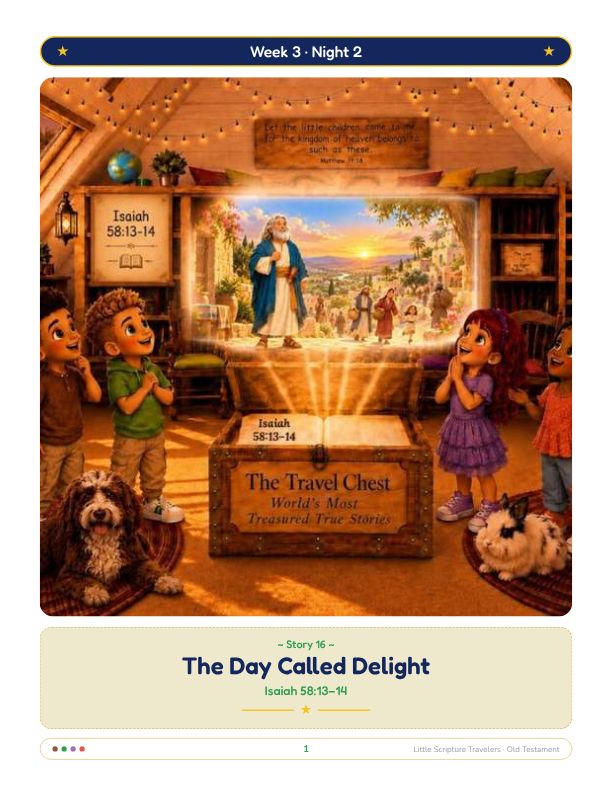 Week 3 · Night 2
Let the little children come to me,
for the kingdom of heaven belongs to
such as these.
Matthew 19:14
Isaiah
58:13-14
Isaiah
58:13-14
The Travel Chest
World's Most
Treasured True Stories
~ Story 16 ~
The Day Called Delight
Isaiah 58:13–14
1
Little Scripture Travelers · Old Testament